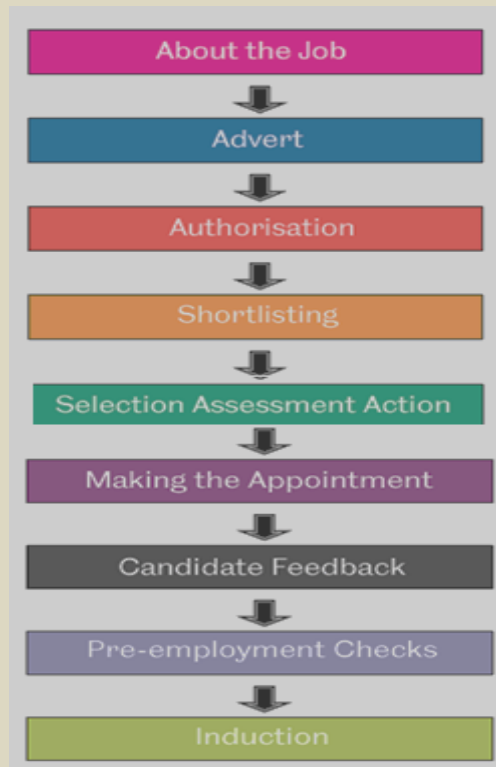 About the Job
Advert
Authorisation
Shortlisting
Selection Assessment Action
Making the Appointment
Candidate Feedback
Pre-employment Checks
Induction